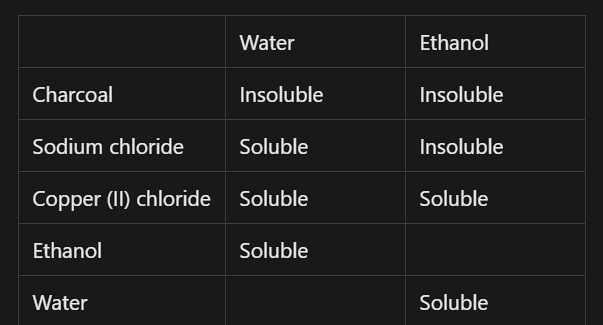 Water Ethanol
Charcoal Insoluble Insoluble
Sodium chloride Soluble Insoluble
Copper (II) chloride Soluble Soluble
Ethanol Soluble
Water Soluble